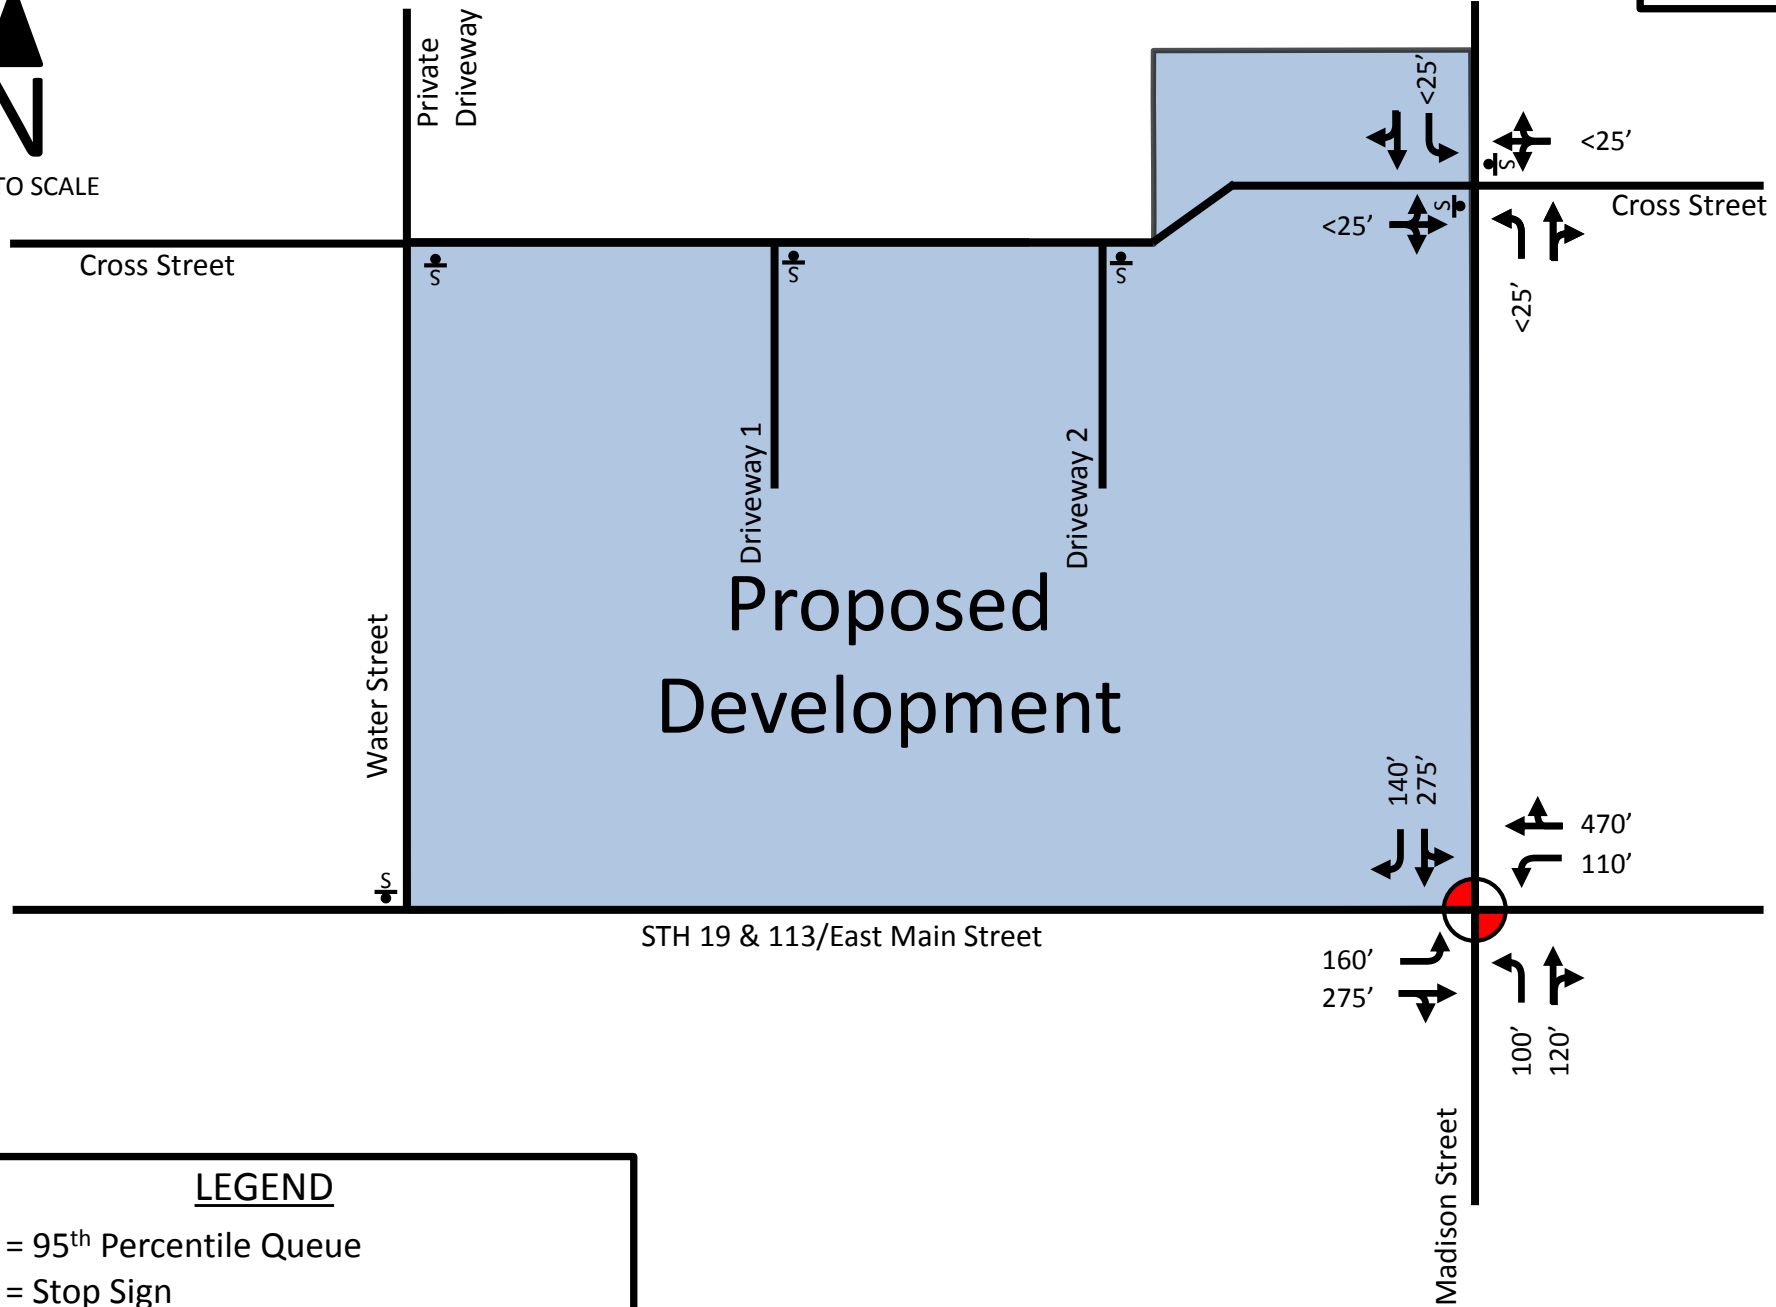 N
TO SCALE
Private
Driveway
<25’
<25’
S
Cross Street
S
<25’
<25’
Cross Street
S
S
S
Driveway 1
Driveway 2
Proposed
Development
Water Street
140’
275’
470’
110’
S
STH 19 & 113/East Main Street
160’
275’
100’
120’
Madison Street
LEGEND
= 95th Percentile Queue
= Stop Sign